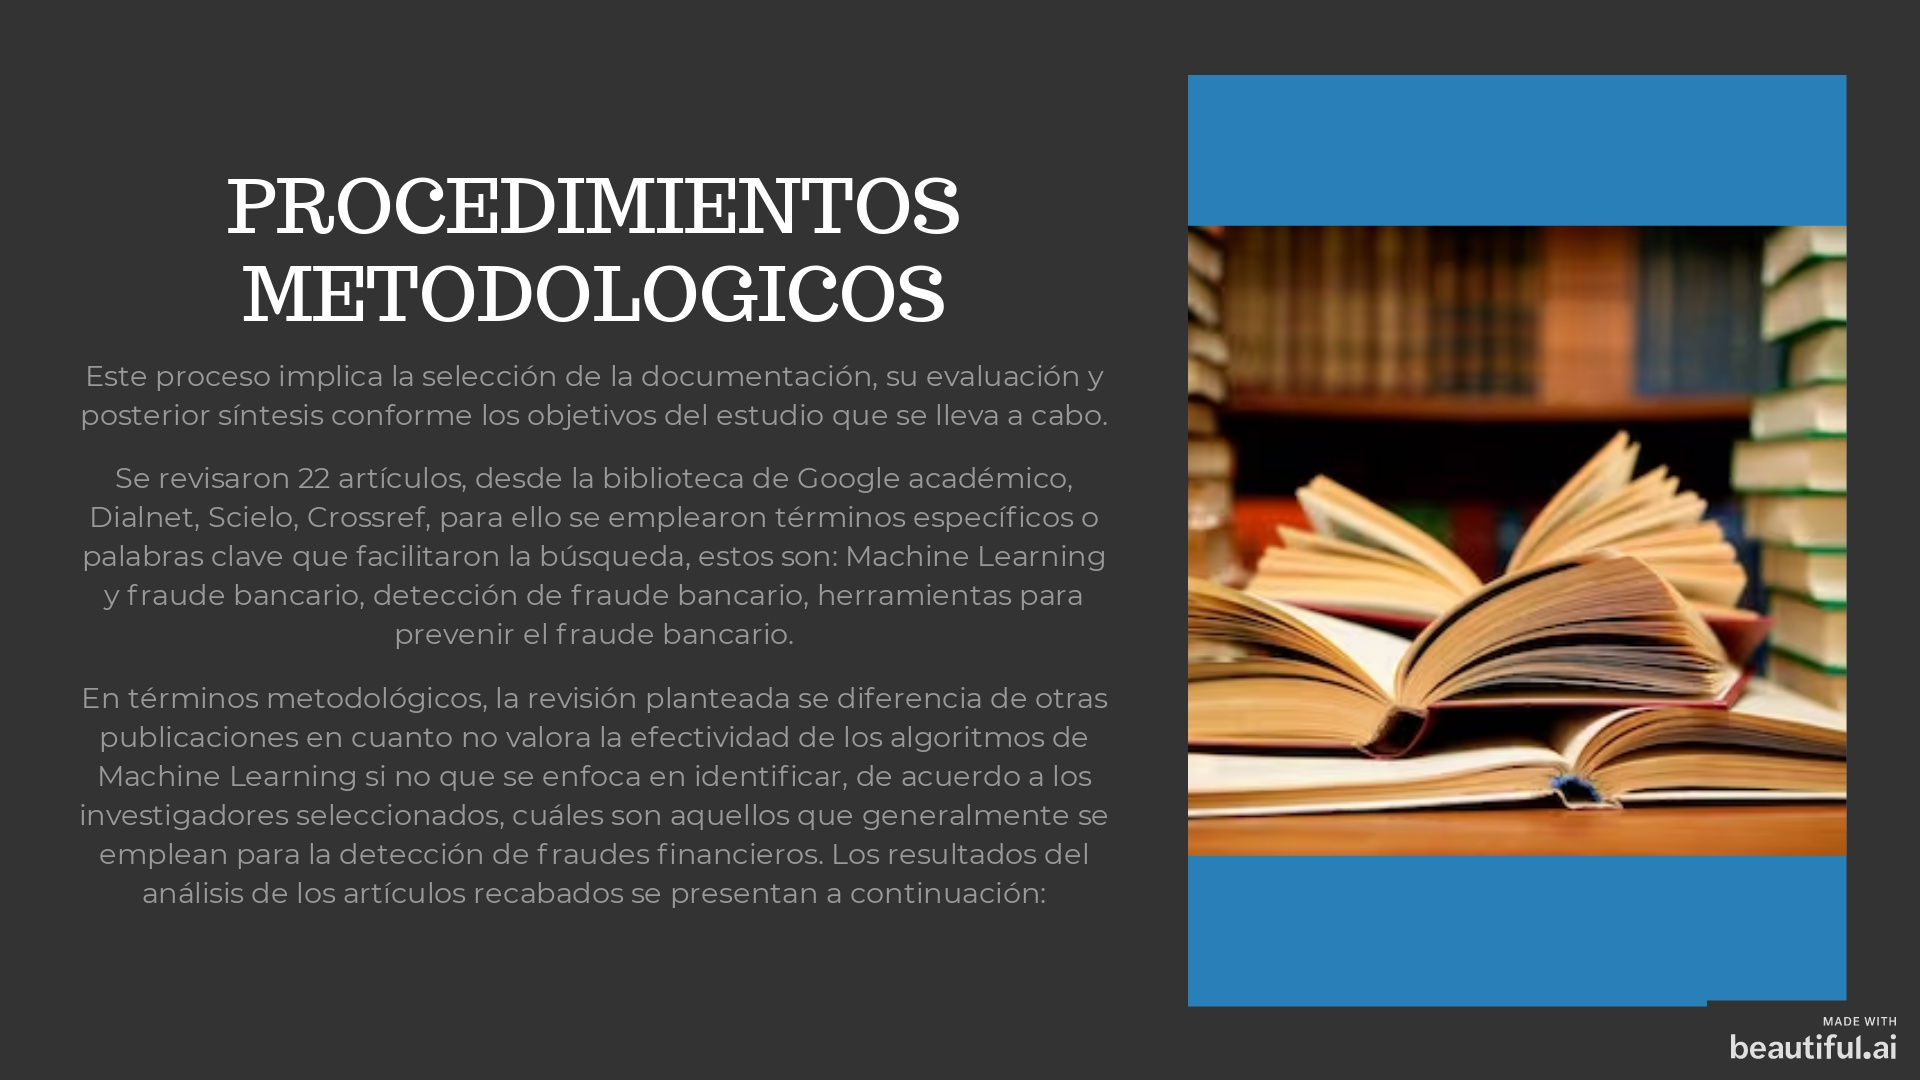 PROCEDIMIENTOS
METODOLOGICOS
Este proceso implica la selección de la documentación, su evaluación y
posterior síntesis conforme los objetivos del estudio que se lleva a cabo.
Se revisaron 22 artículos, desde la biblioteca de Google académico,
Dialnet, Scielo, Crossref, para ello se emplearon términos específicos o
palabras clave que facilitaron la búsqueda, estos son: Machine Learning
y fraude bancario, detección de fraude bancario, herramientas para
prevenir el fraude bancario.
En términos metodológicos, la revisión planteada se diferencia de otras
publicaciones en cuanto no valora la efectividad de los algoritmos de
Machine Learning si no que se enfoca en identificar, de acuerdo a los
investigadores seleccionados, cuáles son aquellos que generalmente se
emplean para la detección de fraudes financieros. Los resultados del
análisis de los artículos recabados se presentan a continuación:
MADE WITH
beautiful.ai